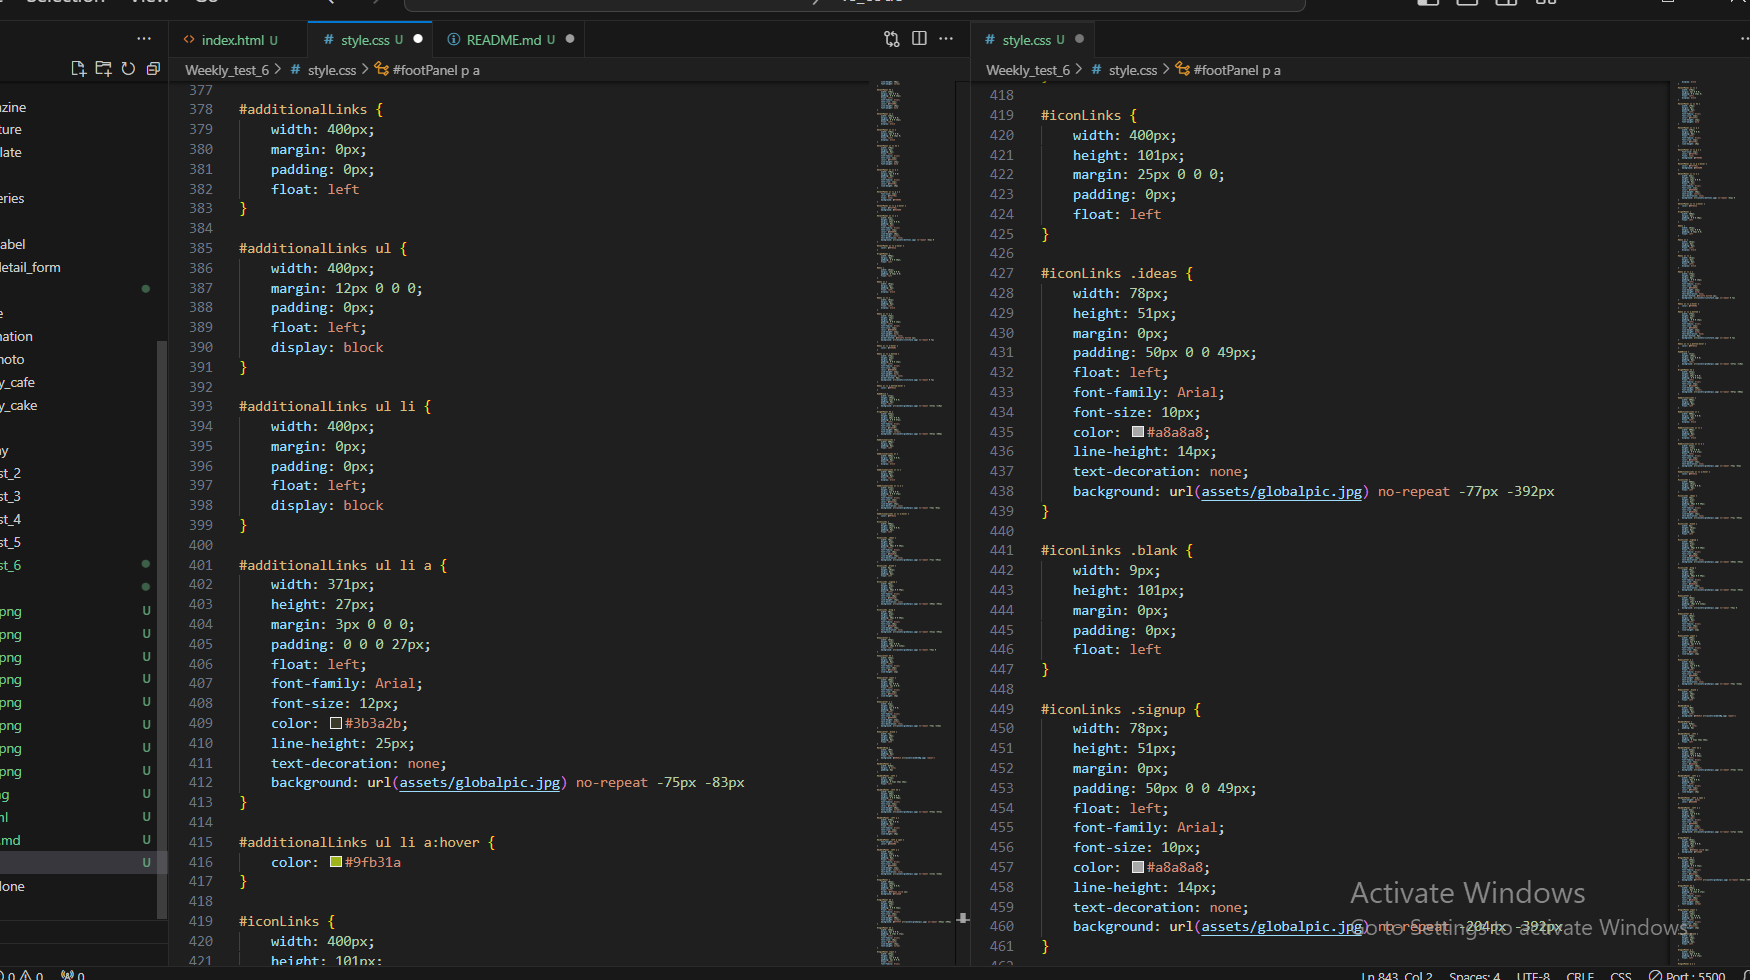 Selection View Go
index.html U
# style.css U
README.md U
# style.css U
Weekly_test_6 > # style.css > #footPanel p a
Weekly_test_6 > # style.css > #footPanel p a
zine
ture
late
eries
abel
letail_form
e
nation
noto
y_cafe
y_cake
y
st_2
st_3
st_4
st_5
st_6
png U
png U
png U
png U
png U
png U
png U
png U
g U
nl U
.md U
U
lone
377
378 #additionalLinks {
379 width: 400px;
380 margin: 0px;
381 padding: 0px;
382 float: left
383 }
384
385 #additionalLinks ul {
386 width: 400px;
387 margin: 12px 0 0 0;
388 padding: 0px;
389 float: left;
390 display: block
391 }
392
393 #additionalLinks ul li {
394 width: 400px;
395 margin: 0px;
396 padding: 0px;
397 float: left;
398 display: block
399 }
400
401 #additionalLinks ul li a {
402 width: 371px;
403 height: 27px;
404 margin: 3px 0 0 0;
405 padding: 0 0 0 27px;
406 float: left;
407 font-family: Arial;
408 font-size: 12px;
409 color: #3b3a2b;
410 line-height: 25px;
411 text-decoration: none;
412 background: url(assets/globalpic.jpg) no-repeat -75px -83px
413 }
414
415 #additionalLinks ul li a:hover {
416 color: #9fb31a
417 }
418
419 #iconLinks {
420 width: 400px;
421 height: 101px;
418
419 #iconLinks {
420 width: 400px;
421 height: 101px;
422 margin: 25px 0 0 0;
423 padding: 0px;
424 float: left
425 }
426
427 #iconLinks .ideas {
428 width: 78px;
429 height: 51px;
430 margin: 0px;
431 padding: 50px 0 0 49px;
432 float: left;
433 font-family: Arial;
434 font-size: 10px;
435 color: #a8a8a8;
436 line-height: 14px;
437 text-decoration: none;
438 background: url(assets/globalpic.jpg) no-repeat -77px -392px
439 }
440
441 #iconLinks .blank {
442 width: 9px;
443 height: 101px;
444 margin: 0px;
445 padding: 0px;
446 float: left
447 }
448
449 #iconLinks .signup {
450 width: 78px;
451 height: 51px;
452 margin: 0px;
453 padding: 50px 0 0 49px;
454 float: left;
455 font-family: Arial;
456 font-size: 10px;
457 color: #a8a8a8;
458 line-height: 14px;
459 text-decoration: none;
460 background: url(assets/globalpic.jpg) no-repeat -204px -392px
461 }
Activate Windows
Go to Settings to activate Windows.
0 0 0
Ln 843, Col 2 Spaces: 4 UTF-8 CRLF CSS Port : 5500